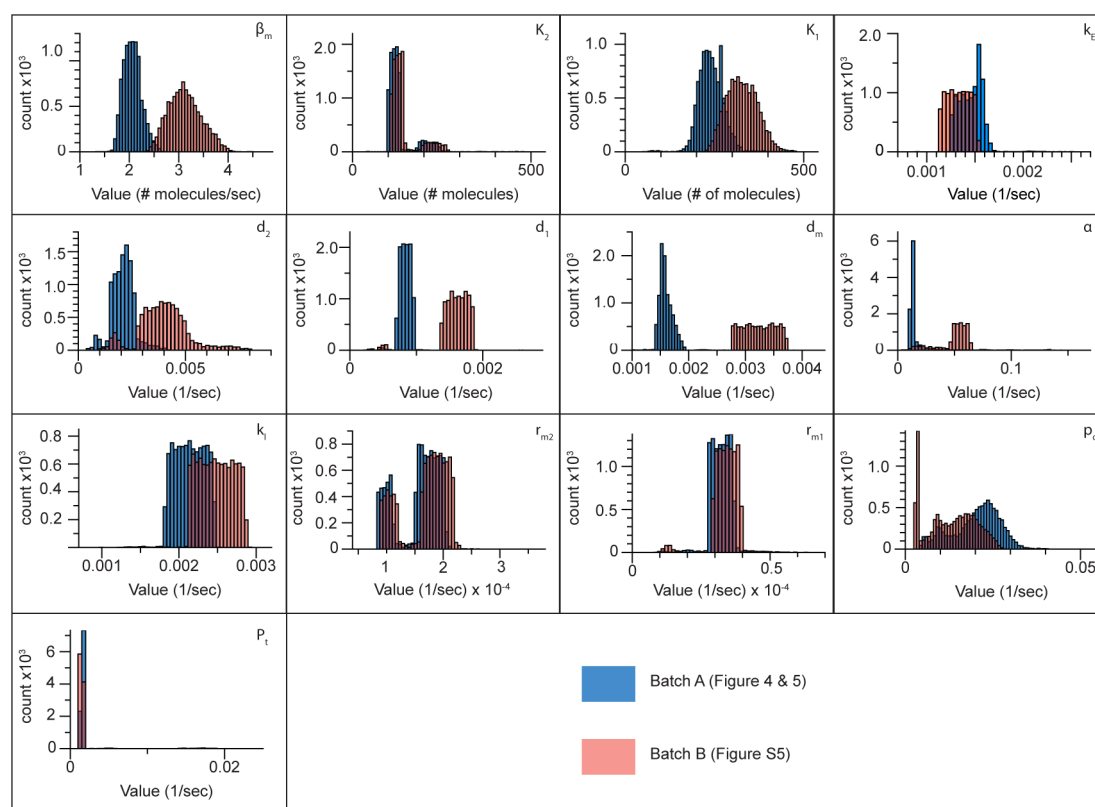 βm
1.0
0.5
0
count x10³
1 2 3 4
Value (# molecules/sec)
K2
2.0
1.0
0
count x10³
0 500
Value (# molecules)
K1
1.0
0.5
0
count x10³
0 500
Value (# of molecules)
2.0
1.0
0
count x10³
0.001 0.002
Value (1/sec)
d2
1.5
1.0
0.5
0
count x10³
0.005
Value (1/sec)
d1
2.0
1.0
0
count x10³
0 0.002
Value (1/sec)
dm
2.0
1.0
0
count x10³
0.001 0.002 0.003 0.004
Value (1/sec)
α
6
4
2
0
count x10³
0 0.1
Value (1/sec)
kI
0.8
0.6
0.4
0.2
count x10³
0.001 0.002 0.003
Value (1/sec)
rm2
0.8
0.6
0.4
0.2
0
count x10³
1 2 3
Value (1/sec) x 10-4
rm1
1.0
0
count x10³
0 0.5
Value (1/sec) x10-4
1.0
0.5
0
count x10³
0 0.05
Value (1/sec)
Pt
6
4
2
0
count x10³
0 0.02
Value (1/sec)
Batch A (Figure 4 & 5)
Batch B (Figure S5)